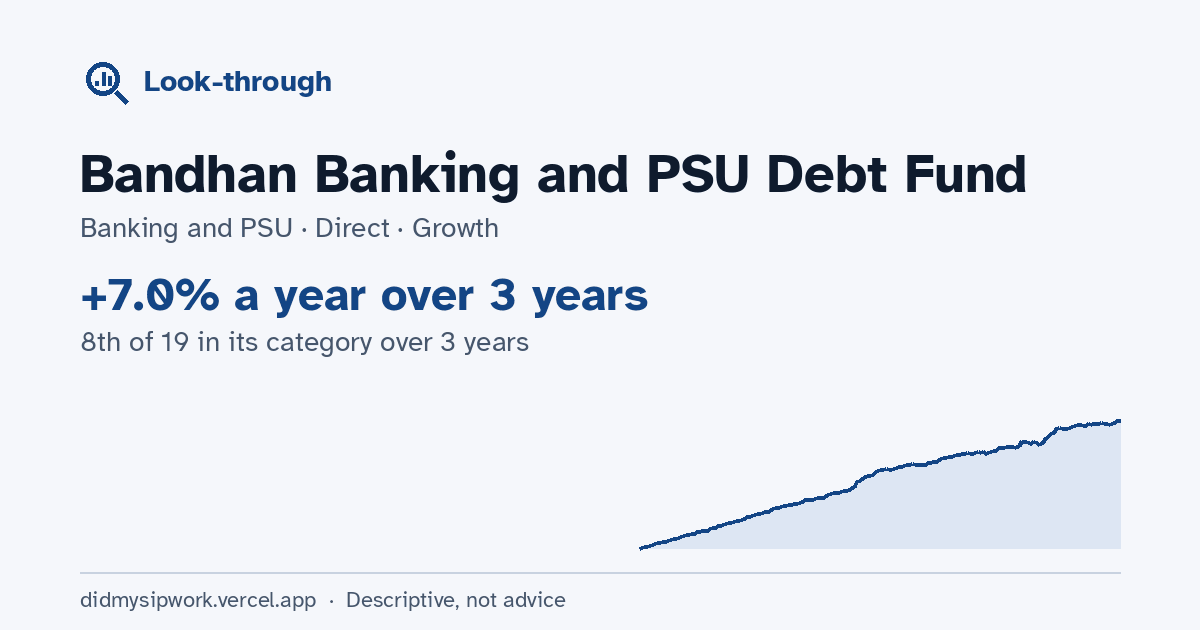 Look-through
Bandhan Banking and PSU Debt Fund
Banking and PSU · Direct · Growth
+7.0% a year over 3 years
8th of 19 in its category over 3 years
didmysipwork.vercel.app · Descriptive, not advice